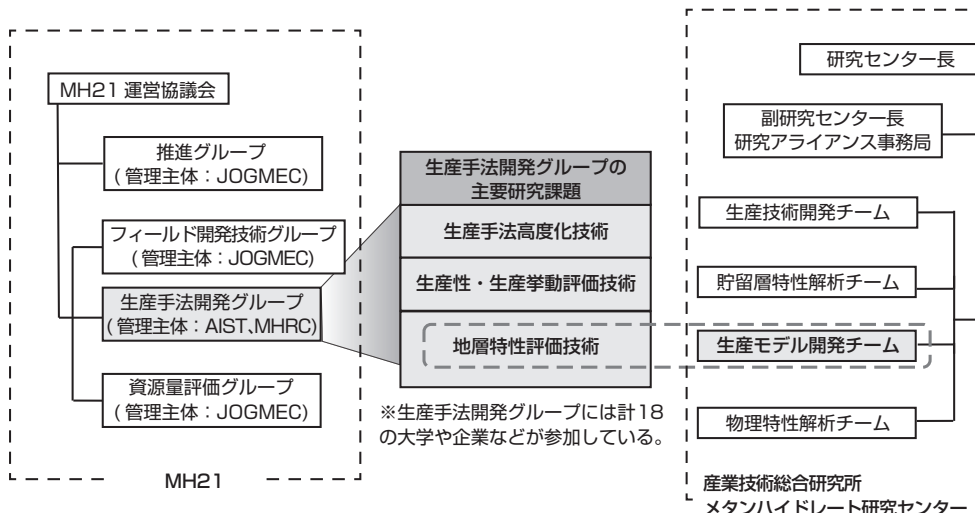 MH21 運営協議会
推進グループ
( 管理主体：JOGMEC)
フィールド開発技術グループ
( 管理主体：JOGMEC)
生産手法開発グループ
( 管理主体：AIST、MHRC)
資源量評価グループ
( 管理主体：JOGMEC)
MH21
生産手法開発グループの
主要研究課題
生産手法高度化技術
生産性・生産挙動評価技術
地層特性評価技術
※生産手法開発グループには計18
の大学や企業などが参加している。
研究センター長
副研究センター長
研究アライアンス事務局
生産技術開発チーム
貯留層特性解析チーム
生産モデル開発チーム
物理特性解析チーム
産業技術総合研究所
メタンハイドレート研究センター